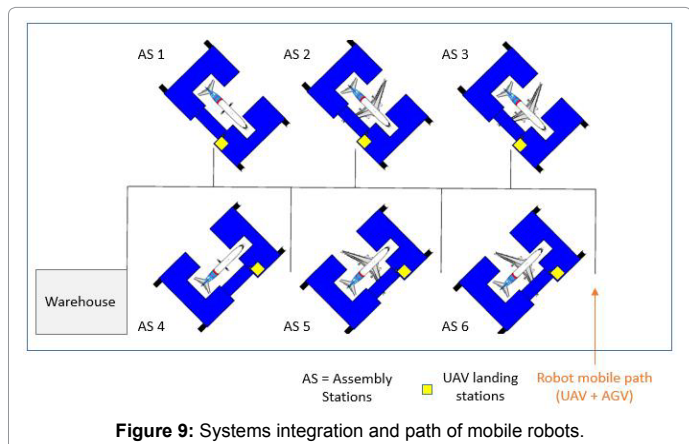 AS 1
AS 2
AS 3
Warehouse
AS 4
AS 5
AS 6
AS = Assembly
Stations
UAV landing
stations
Robot mobile path
(UAV + AGV)
Figure 9: Systems integration and path of mobile robots.